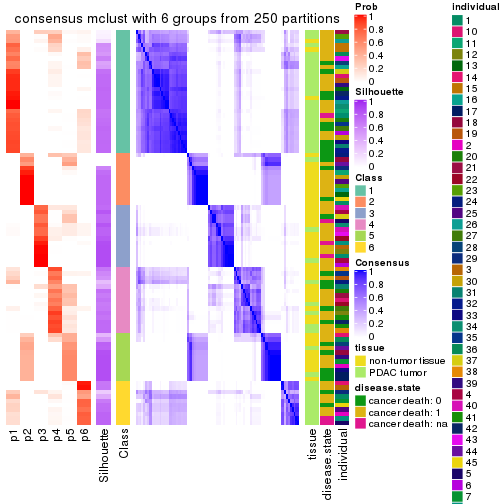 consensus mclust with 6 groups from 250 partitions
p1
p2
p3
p4
p5
p6
Silhouette
Class
tissue
disease.state
individual
Prob
1
0.8
0.6
0.4
0.2
0
Silhouette
1
0.8
0.6
0.4
0.2
0
Class
1
2
3
4
5
6
Consensus
1
0.8
0.6
0.4
0.2
0
tissue
non-tumor tissue
PDAC tumor
disease.state
cancer death: 0
cancer death: 1
cancer death: na
individual
1
10
11
12
13
14
15
16
17
18
19
2
20
21
22
23
24
25
26
27
28
29
3
30
31
32
33
34
35
36
37
38
39
4
40
41
42
43
44
45
5
6
7